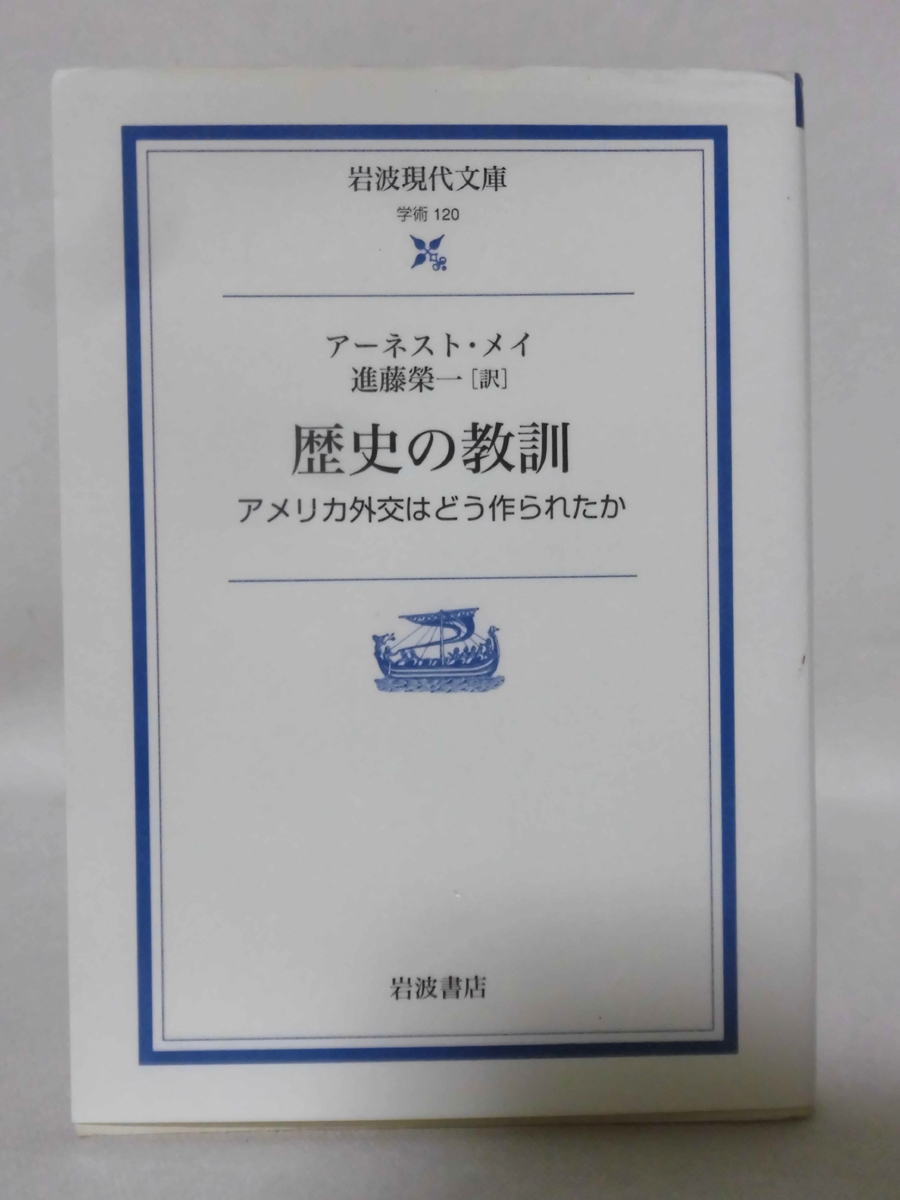 岩波現代文庫
学術 120
アーネスト・メイ
進藤榮一[訳]
歴史の教訓
アメリカ外交はどう作られたか
岩波書店